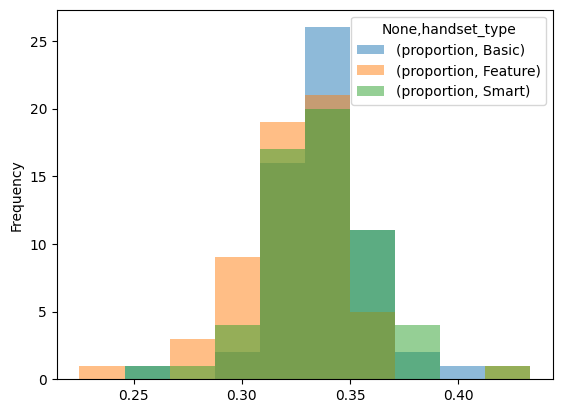 None,handset_type
(proportion, Basic)
(proportion, Feature)
(proportion, Smart)
Frequency
25
20
15
10
5
0
0.25 0.30 0.35 0.40